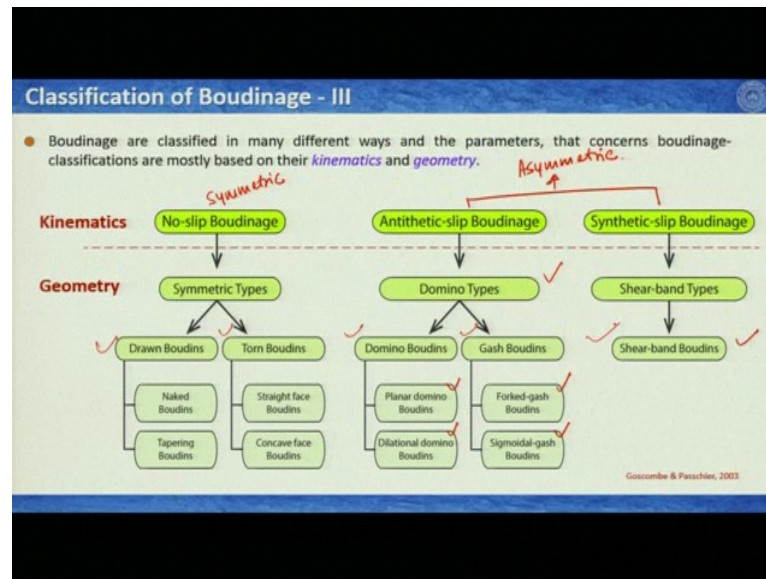 Classification of Boudinage - III
Boudinage are classified in many different ways and the parameters, that concerns boudinage-
classifications are mostly based on their kinematics and geometry.
Symmetric
Asymmetric.
Kinematics
No-slip Boudinage
Antithetic-slip Boudinage
Synthetic-slip Boudinage
Geometry
Symmetric Types
Domino Types
Shear-band Types
Drawn Boudins
Torn Boudins
Domino Boudins
Gash Boudins
Shear-band Boudins
Naked
Boudins
Straight face
Boudins
Planar domino
Boudins
Forked-gash
Boudins
Tapering
Boudins
Concave face
Boudins
Dilational domino
Boudins
Sigmoidal-gash
Boudins
Goscombe & Passchier, 2003